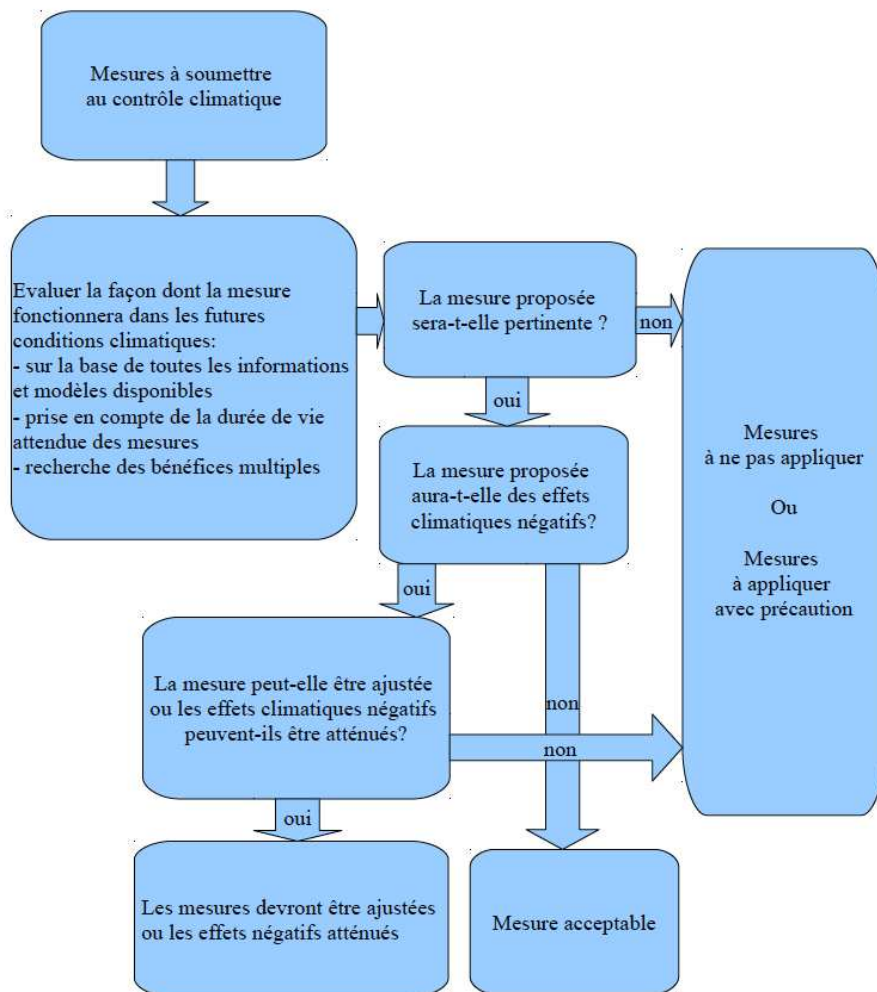 Mesures à soumettre
au contrôle climatique
Evaluer la façon dont la mesure
fonctionnera dans les futures
conditions climatiques:
- sur la base de toutes les informations
et modèles disponibles
- prise en compte de la durée de vie
attendue des mesures
- recherche des bénéfices multiples
La mesure proposée
sera-t-elle pertinente ?
non
oui
La mesure proposée
aura-t-elle des effets
climatiques négatifs?
Mesures
à ne pas appliquer
Ou
Mesures
à appliquer
avec précaution
oui
La mesure peut-elle être ajustée
ou les effets climatiques négatifs
peuvent-ils être atténués?
non
non
oui
Les mesures devront être ajustées
ou les effets négatifs atténués
Mesure acceptable